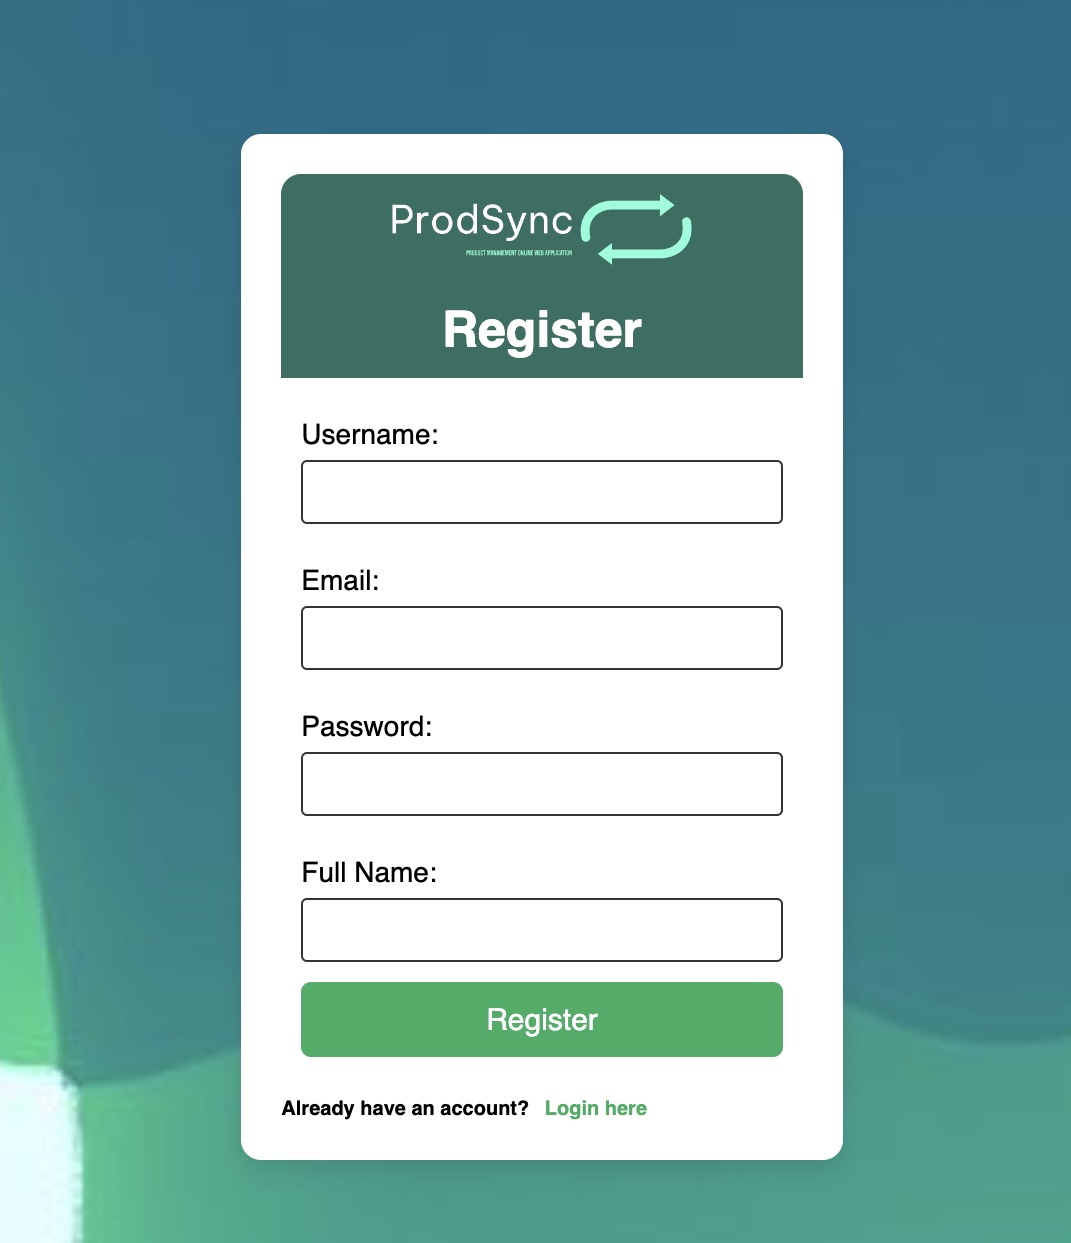 ProdSync
PRODUCT MANAGEMENT ONLINE WEB APPLICATION
Register
Username:
Email:
Password:
Full Name:
Register
Already have an account? Login here